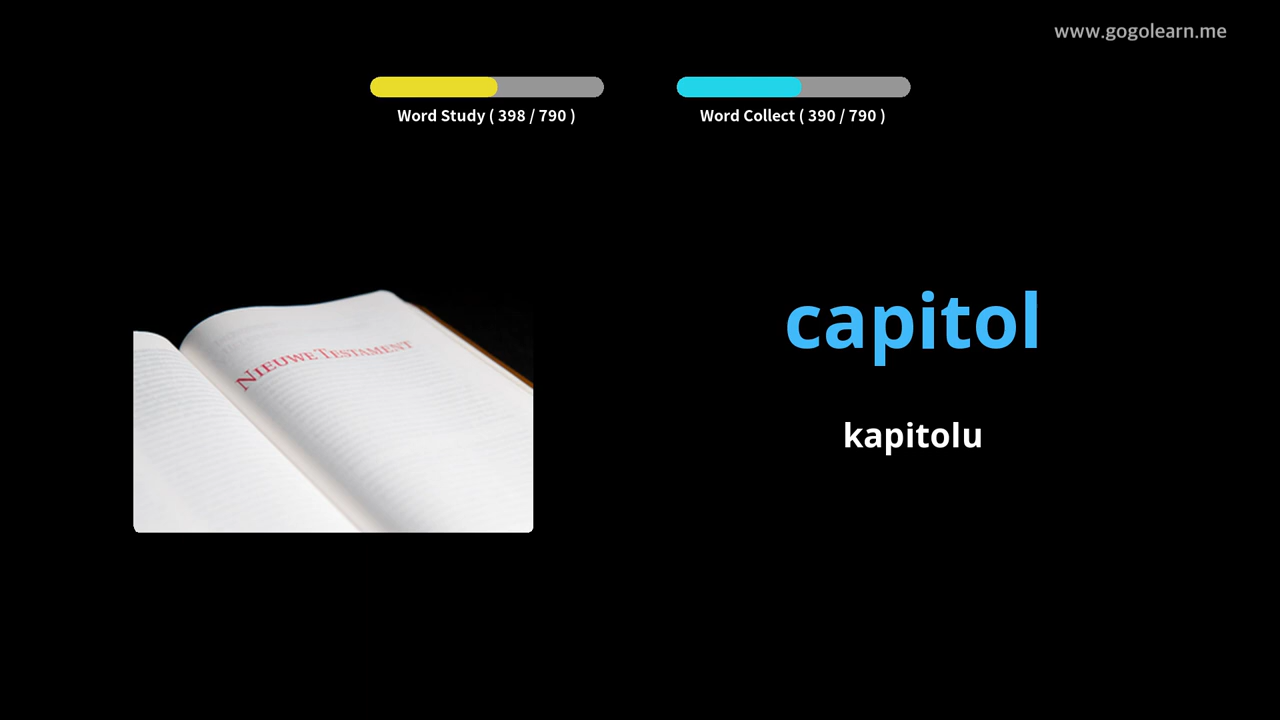 www.gogolearn.me
Word Study ( 398 / 790 )
Word Collect ( 390 / 790 )
NIEUWE TESTAMENT
capitol
kapitolu